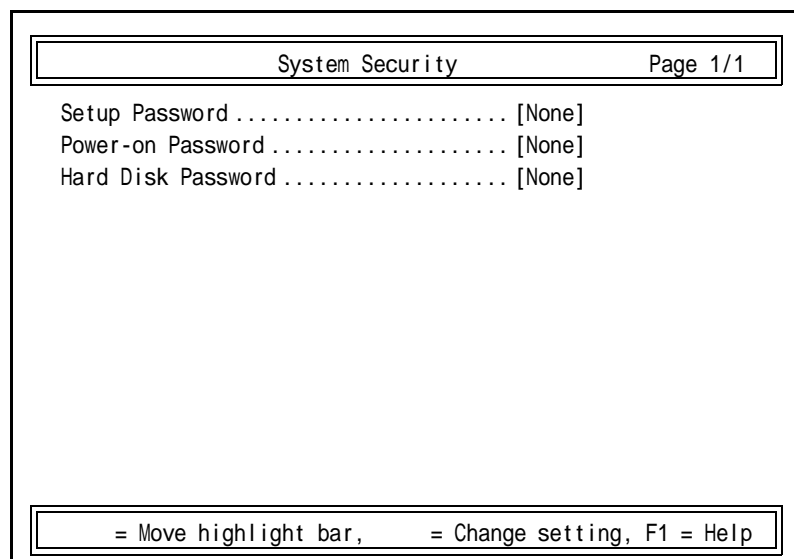 System Security Page 1/1
Setup Password ....................... [None]
Power-on Password .................... [None]
Hard Disk Password ................... [None]
= Move highlight bar, = Change setting, F1 = Help